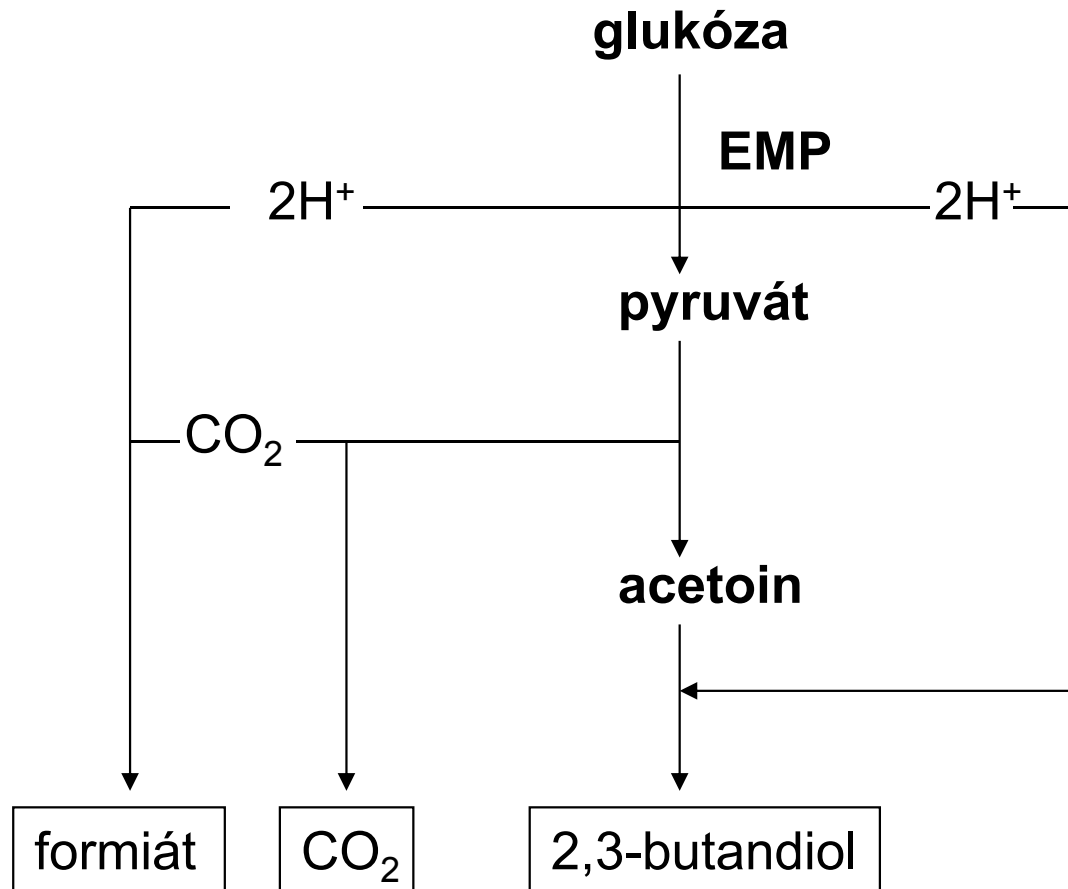 glukóza
EMP
2H⁺ 2H⁺
pyruvát
CO₂
acetoin
formiát CO₂ 2,3-butandiol